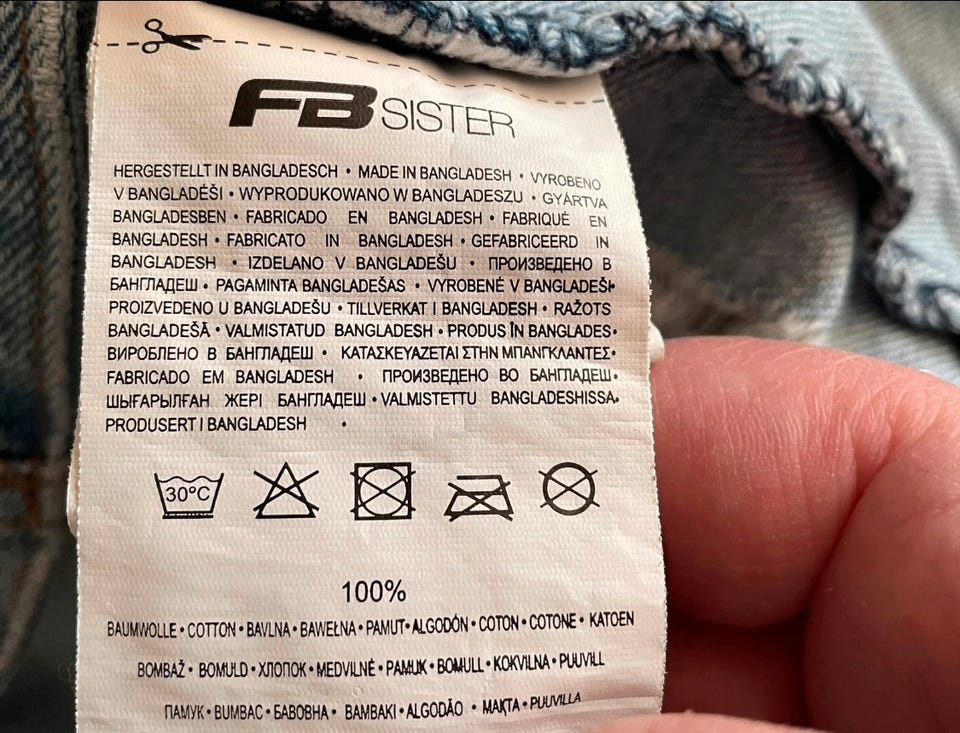 FB SISTER
HERGESTELLT IN BANGLADESCH • MADE IN BANGLADESH • VYROBENO
V BANGLADÉŠI • WYPRODUKOWANO W BANGLADESZU • GYÁRTVA
BANGLADESBEN • FABRICADO EN BANGLADESH • FABRIQUÉ EN
BANGLADESH • FABRICATO IN BANGLADESH • GEFABRICEERD IN
BANGLADESH • IZDELANO V BANGLADEŠU • ПРОИЗВЕДЕНО В
БАНГЛАДЕШ • PAGAMINTA BANGLADEŠAS • VYROBENÉ V BANGLADEŠI•
PROIZVEDENO U BANGLADEŠU • TILLVERKAT I BANGLADESH • RAŽOTS
BANGLADEŠĀ • VALMISTATUD BANGLADESH • PRODUS ÎN BANGLADES•
ВИРОБЛЕНО В БАНГЛАДЕШ • ΚΑΤΑΣΚΕΥΑΖΕΤΑΙ ΣΤΗΝ ΜΠΑΝΓΚΛΑΝΤΕΣ•
FABRICADO EM BANGLADESH • ПРОИЗВЕДЕНО ВО БАНГЛАДЕШ•
ШЫҒАРЫЛҒАН ЖЕРІ БАНГЛАДЕШ • VALMISTETTU BANGLADESHISSA•
PRODUSERT I BANGLADESH •
30°C
100%
BAUMWOLLE • COTTON • BAVLNA • BAWEŁNA • PAMUT • ALGODÓN • COTON • COTONE • KATOEN
BOMBAŽ • BOMULD • ХЛОПОК • MEDVILNĖ • PAMUK • BOMULL • KOKVILNA • PUUVILL
ПАМУК • BUMBAC • БАВОВНА • BAMBAKI • ALGODÃO • МАҚТА • PUUVILLA